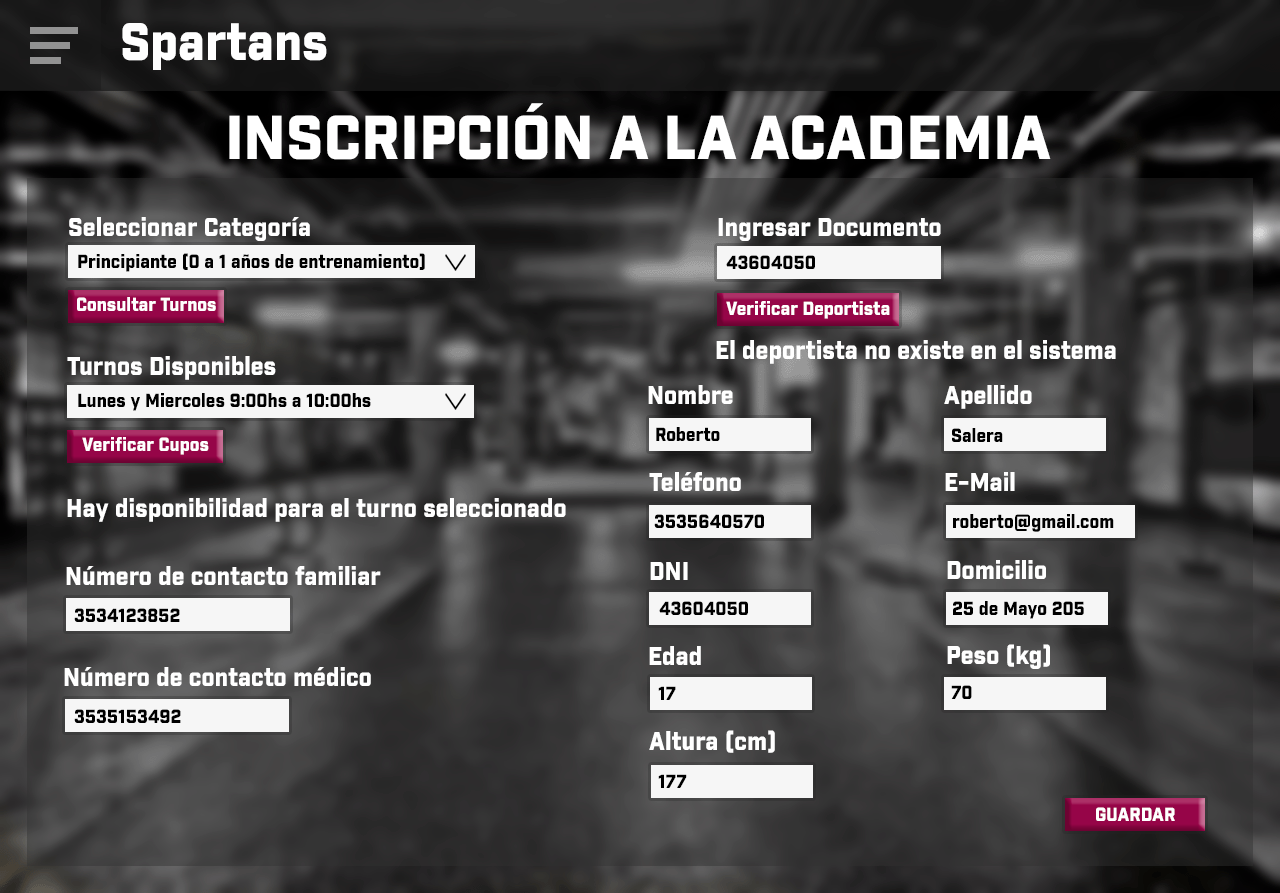 Spartans
INSCRIPCIÓN A LA ACADEMIA
Seleccionar Categoría
Principiante (0 a 1 años de entrenamiento)
Consultar Turnos
Turnos Disponibles
Lunes y Miercoles 9:00hs a 10:00hs
Verificar Cupos
Hay disponibilidad para el turno seleccionado
Número de contacto familiar
3534123852
Número de contacto médico
3535153492
Ingresar Documento
43604050
Verificar Deportista
El deportista no existe en el sistema
Nombre
Roberto
Apellido
Salera
Teléfono
3535640570
E-Mail
roberto@gmail.com
DNI
43604050
Domicilio
25 de Mayo 205
Edad
17
Peso (kg)
70
Altura (cm)
177
GUARDAR